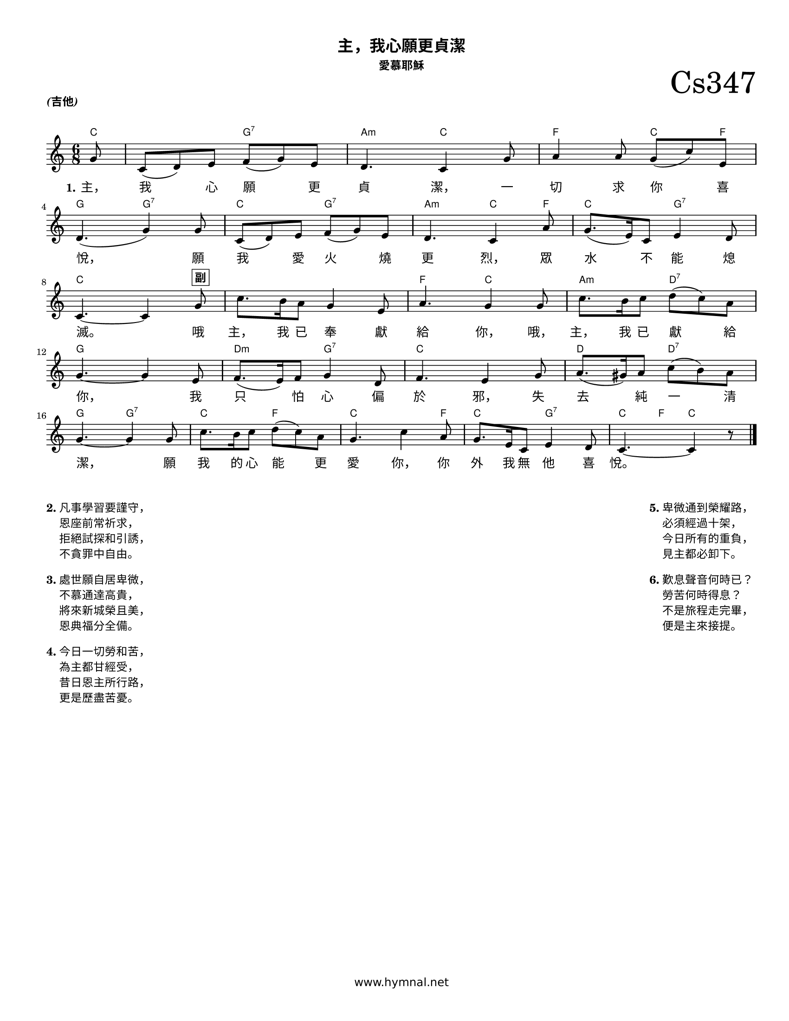 主，我心願更貞潔
愛慕耶穌
Cs347
(吉他)
C G7 Am C F C F
1. 主， 我 心 願 更 貞 潔， 一 切 求 你 喜
4 G G7 C G7 Am C F C G7
悅， 願 我 愛 火 燒 更 烈， 眾 水 不 能 熄
8 C 副 F C Am D7
滅。 哦 主， 我 已 奉 獻 給 你， 哦， 主， 我 已 獻 給
12 G Dm G7 C D D7
你， 我 只 怕 心 偏 於 邪， 失 去 純 一 清
16 G G7 C F C F C G7 C F C
潔， 願 我 的 心 能 更 愛 你， 你 外 我 無 他 喜 悅。
2. 凡事學習要謹守，
恩座前常祈求，
拒絕試探和引誘，
不貪罪中自由。
3. 處世願自居卑微，
不慕通達高貴，
將來新城榮且美，
恩典福分全備。
4. 今日一切勞和苦，
為主都甘經受，
昔日恩主所行路，
更是歷盡苦憂。
5. 卑微通到榮耀路，
必須經過十架，
今日所有的重負，
見主都必卸下。
6. 歎息聲音何時已？
勞苦何時得息？
不是旅程走完畢，
便是主來接提。
www.hymnal.net